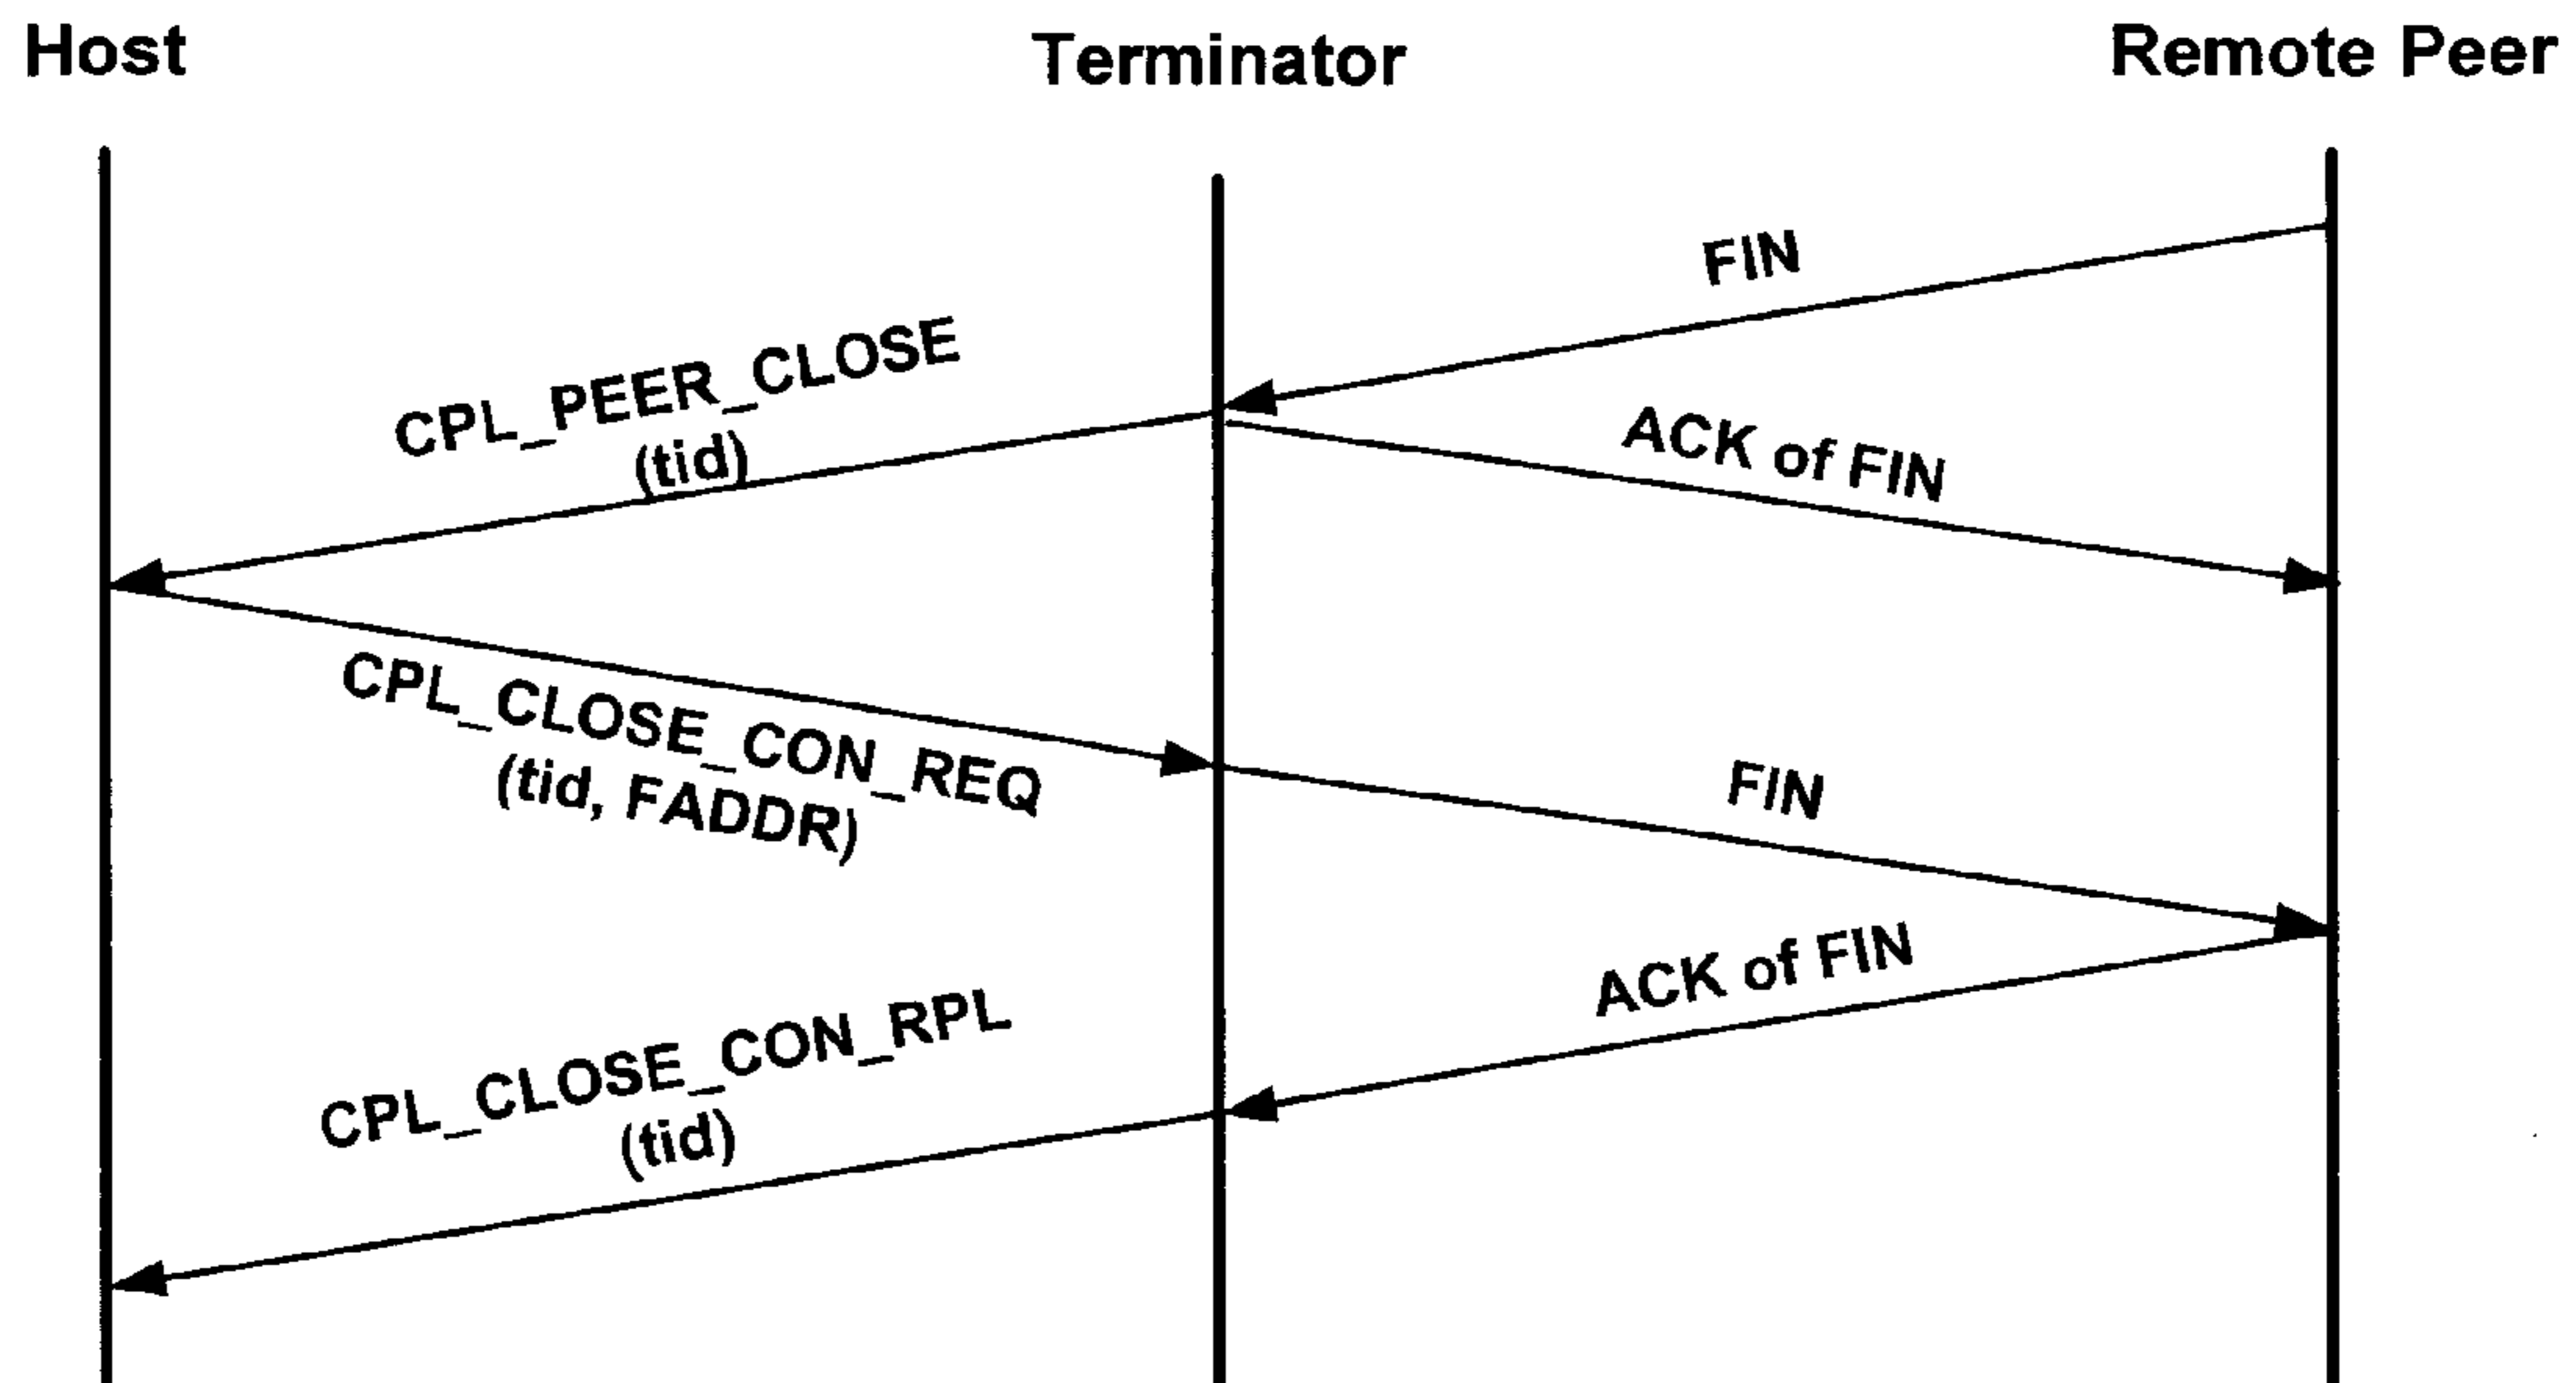 Host
Terminator
Remote Peer
FIN
CPL_PEER_CLOSE
(tid)
ACK of FIN
CPL_CLOSE_CON_REQ
(tid, FADDR)
FIN
ACK of FIN
CPL_CLOSE_CON_RPL
(tid)